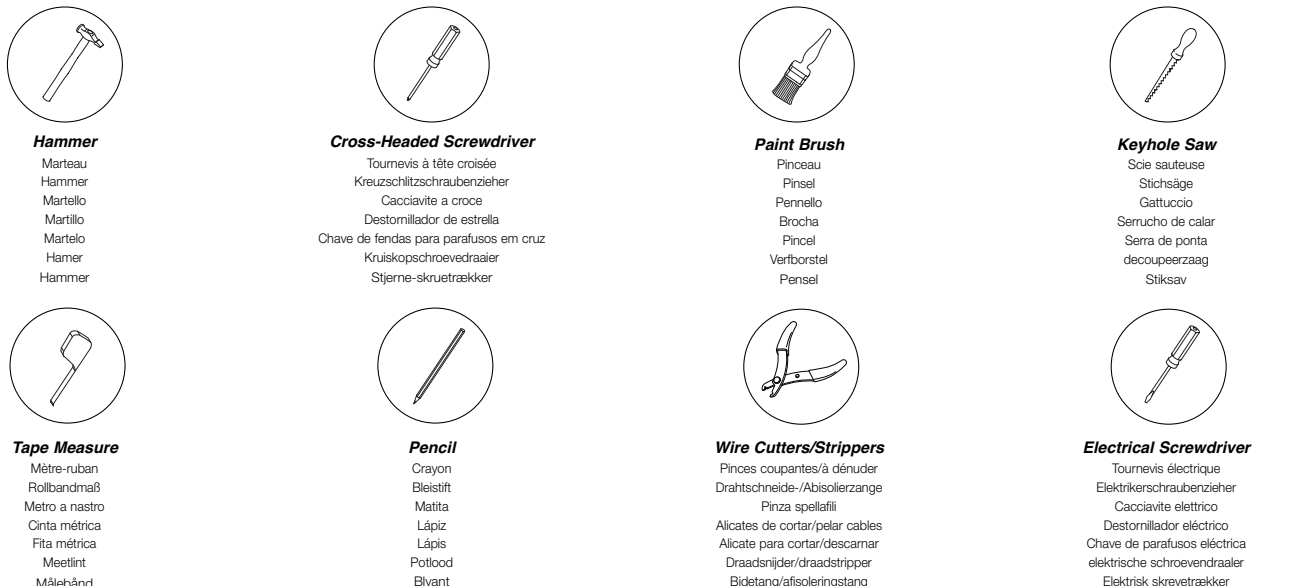 Hammer
Marteau
Hammer
Martello
Martillo
Martelo
Hamer
Hammer
Cross-Headed Screwdriver
Tournevis à tête croisée
Kreuzschlitzschraubenzieher
Cacciavite a croce
Destornillador de estrella
Chave de fendas para parafusos em cruz
Kruiskopschroevedraaier
Stjerne-skruetrækker
Paint Brush
Pinceau
Pinsel
Pennello
Brocha
Pincel
Verfborstel
Pensel
Keyhole Saw
Scie sauteuse
Stichsäge
Gattuccio
Serrucho de calar
Serra de ponta
decoupeerzaag
Stiksav
Tape Measure
Mètre-ruban
Rollbandmaß
Metro a nastro
Cinta métrica
Fita métrica
Meetlint
Målebånd
Pencil
Crayon
Bleistift
Matita
Lápiz
Lápis
Potlood
Blyant
Wire Cutters/Strippers
Pinces coupantes/à dénuder
Drahtschneide-/Abisolierzange
Pinza spellafili
Alicates de cortar/pelar cables
Alicate para cortar/descarnar
Draadsnijder/draadstripper
Bidetang/afisoleringstang
Electrical Screwdriver
Tournevis électrique
Elektrikerschraubenzieher
Cacciavite elettrico
Destornillador eléctrico
Chave de parafusos eléctrica
elektrische schroevendraaler
Elektrisk skrevetrækker